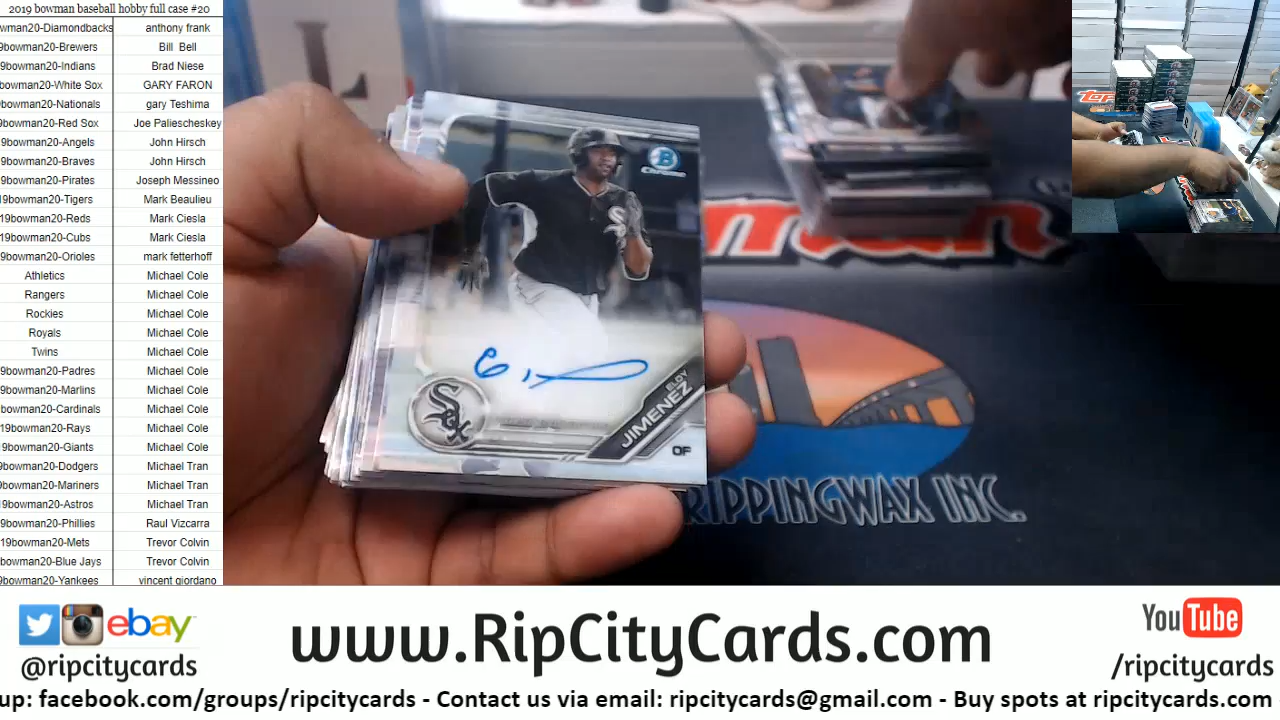 2019 bowman baseball hobby full case #20
wman20-Diamondbacks anthony frank
9bowman20-Brewers Bill Bell
9bowman20-Indians Brad Niese
bowman20-White Sox GARY FARON
9bowman20-Nationals gary Teshima
9bowman20-Red Sox Joe Paliescheskey
9bowman20-Angels John Hirsch
9bowman20-Braves John Hirsch
9bowman20-Pirates Joseph Messineo
9bowman20-Tigers Mark Beaulieu
19bowman20-Reds Mark Ciesla
19bowman20-Cubs Mark Ciesla
9bowman20-Orioles mark fetterhoff
Athletics Michael Cole
Rangers Michael Cole
Rockies Michael Cole
Royals Michael Cole
Twins Michael Cole
9bowman20-Padres Michael Cole
9bowman20-Marlins Michael Cole
bowman20-Cardinals Michael Cole
19bowman20-Rays Michael Cole
9bowman20-Giants Michael Cole
9bowman20-Dodgers Michael Tran
9bowman20-Mariners Michael Tran
9bowman20-Astros Michael Tran
9bowman20-Phillies Raul Vizcarra
19bowman20-Mets Trevor Colvin
bowman20-Blue Jays Trevor Colvin
9bowman20-Yankees vincent giordano
B
Chrome
Sox
ELOY
JIMENEZ
OF
RIPPINGWAX INC.
ebay
@ripcitycards
www.RipCityCards.com
YouTube
/ripcitycards
up: facebook.com/groups/ripcitycards - Contact us via email: ripcitycards@gmail.com - Buy spots at ripcitycards.com